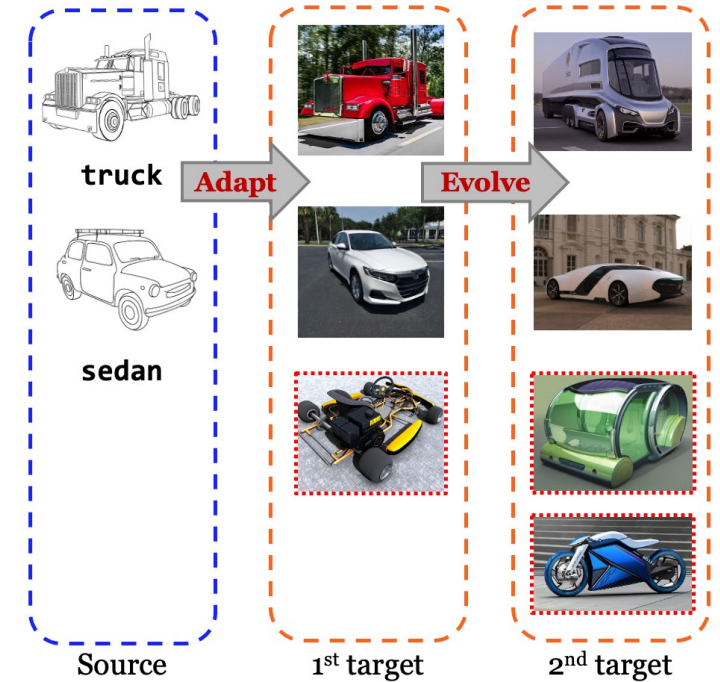 truck
Adapt
Evolve
sedan
Source
1st target
2nd target